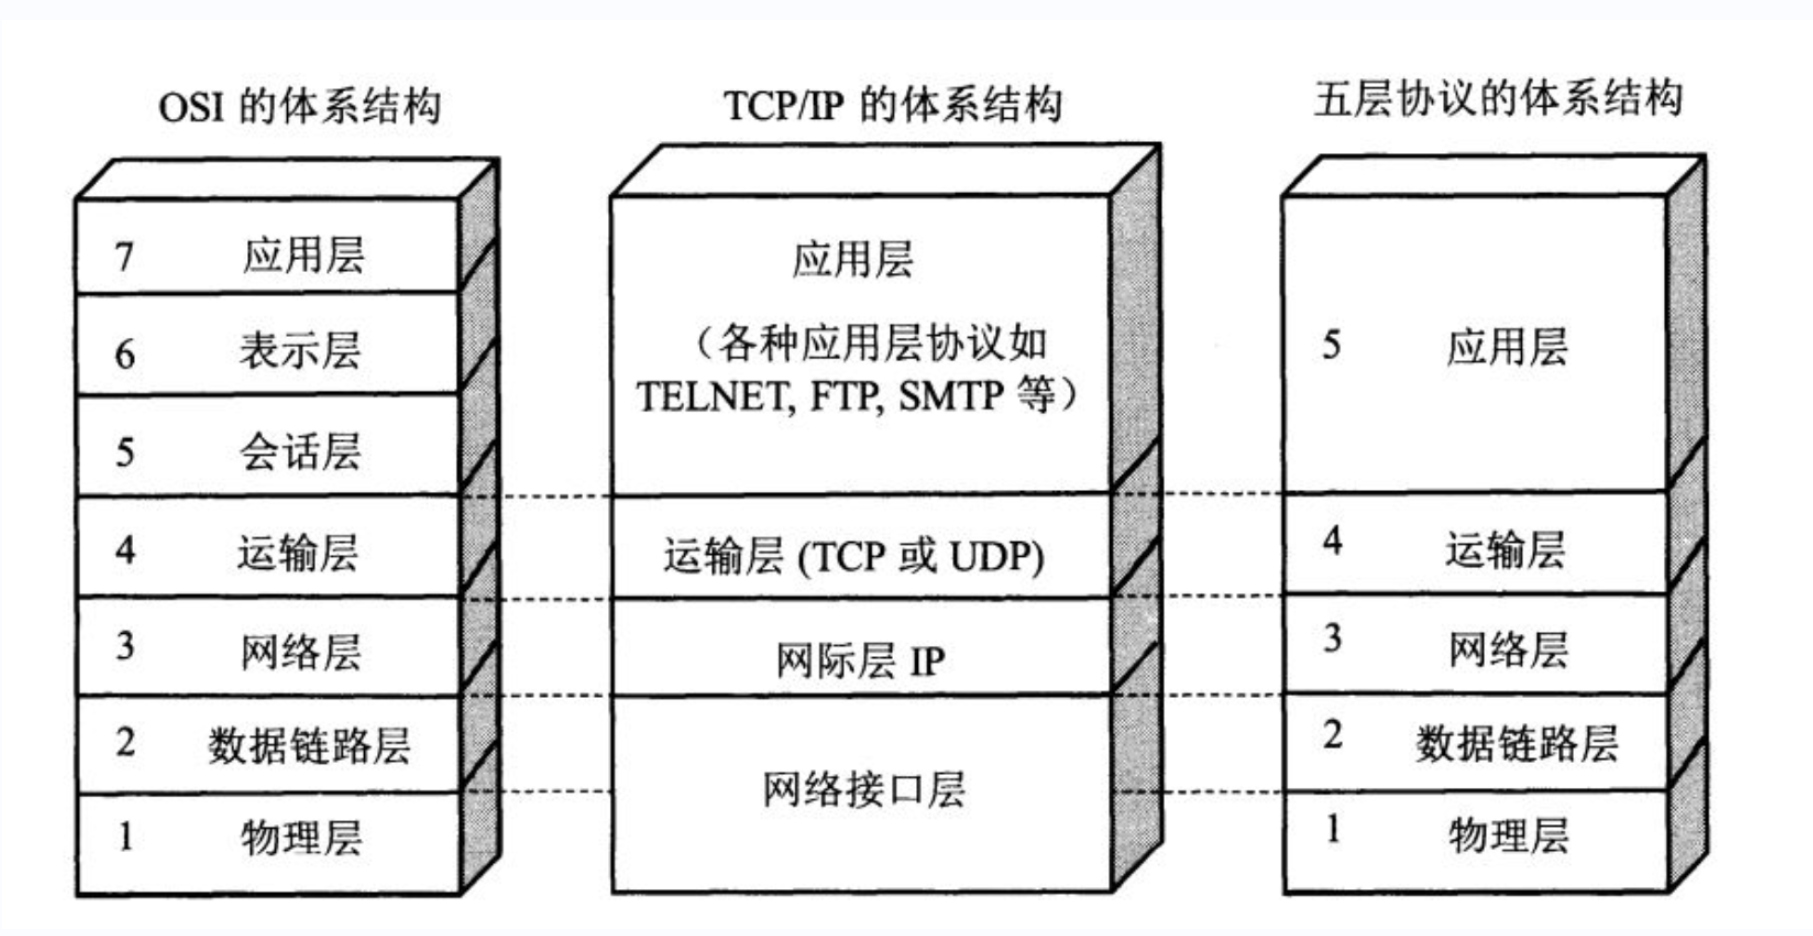 OSI 的体系结构
7 应用层
6 表示层
5 会话层
4 运输层
3 网络层
2 数据链路层
1 物理层
TCP/IP 的体系结构
应用层
（各种应用层协议如
TELNET, FTP, SMTP 等）
运输层 (TCP 或 UDP)
网际层 IP
网络接口层
五层协议的体系结构
5 应用层
4 运输层
3 网络层
2 数据链路层
1 物理层